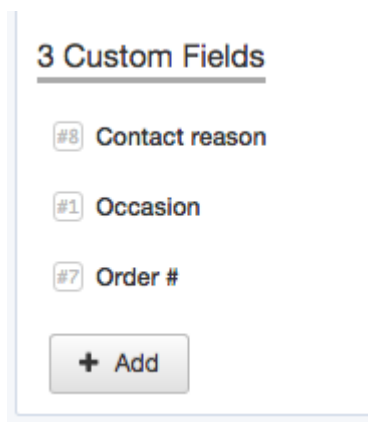 3 Custom Fields
#8 Contact reason
#1 Occasion
#7 Order #
+ Add